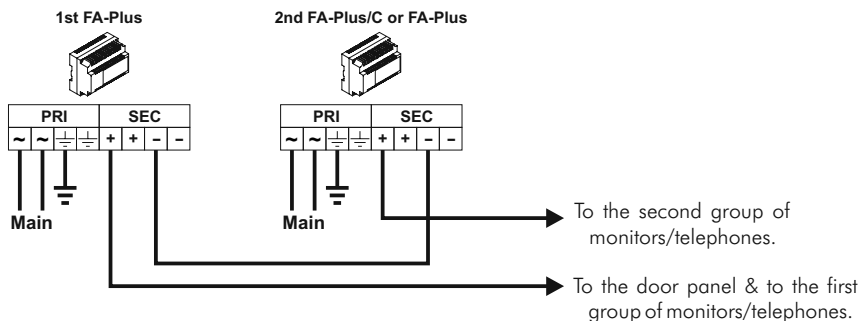 1st FA-Plus
2nd FA-Plus/C or FA-Plus
PRI SEC
~ ~ ⏚ ⏚ + + − −
PRI SEC
~ ~ ⏚ ⏚ + + − −
Main
Main
To the second group of
monitors/telephones.
To the door panel & to the first
group of monitors/telephones.